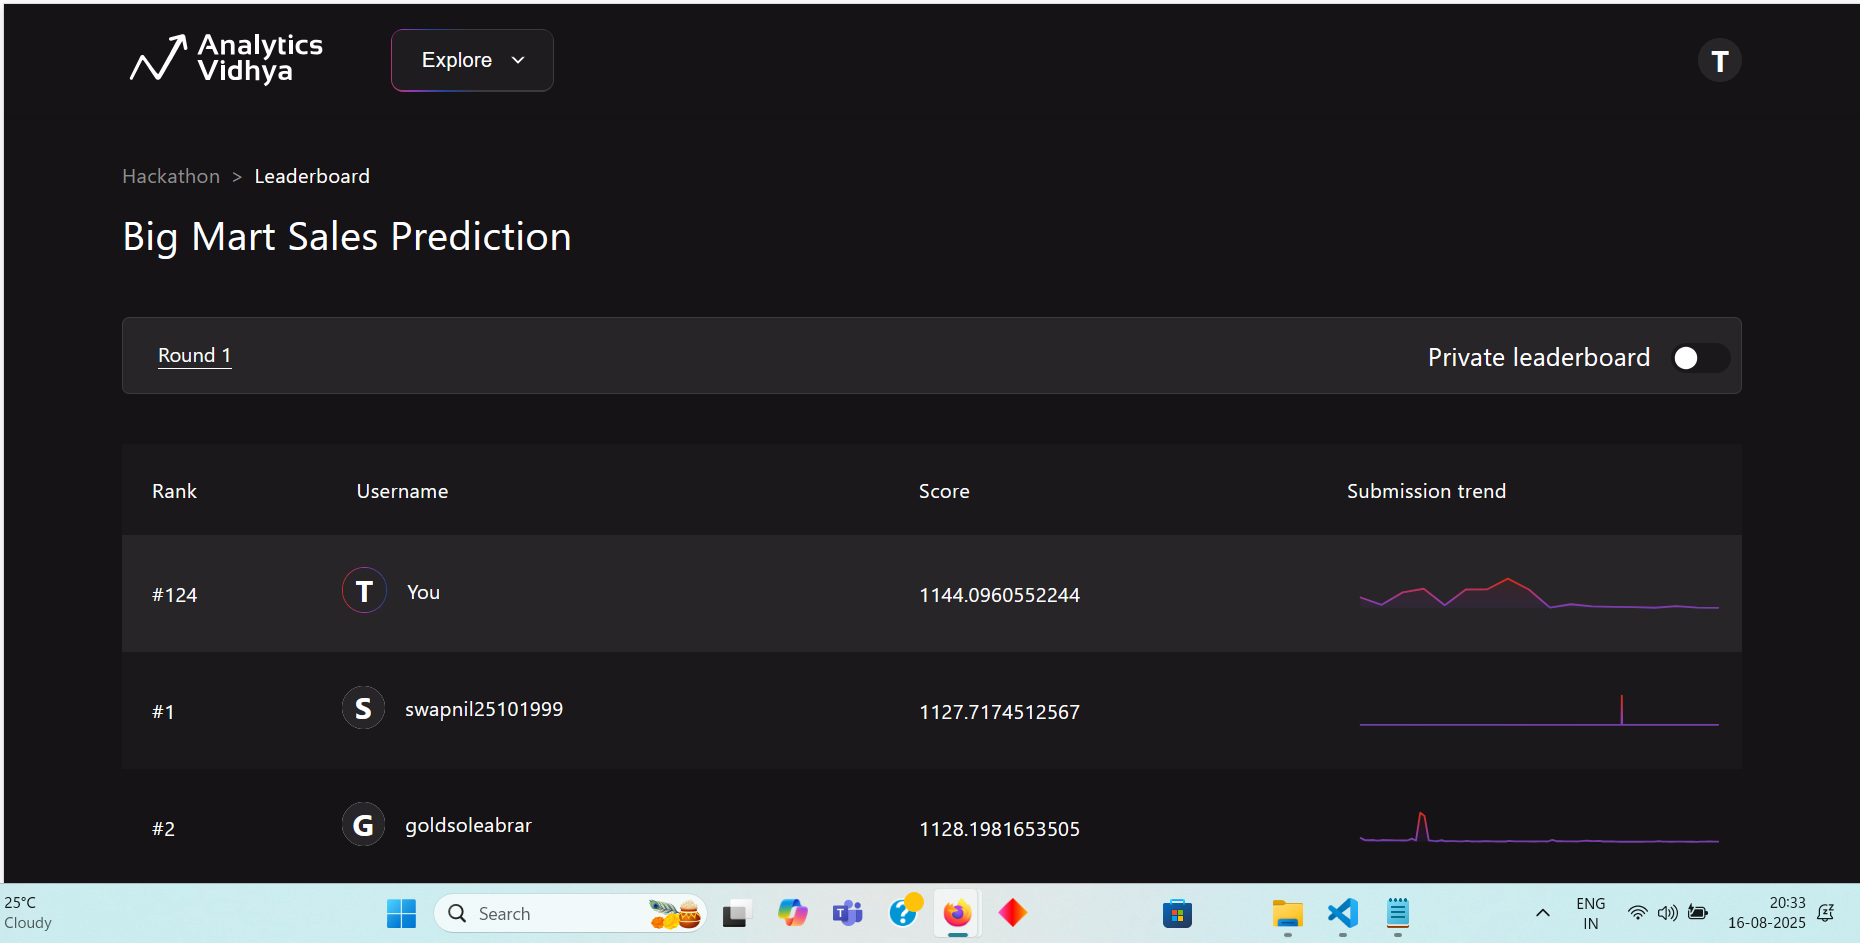 Analytics
Vidhya
Explore
T
Hackathon > Leaderboard
Big Mart Sales Prediction
Round 1
Private leaderboard
Rank Username Score Submission trend
#124 T You 1144.0960552244
#1 S swapnil25101999 1127.7174512567
#2 G goldsoleabrar 1128.1981653505
25°C
Cloudy
Search
ENG
IN
20:33
16-08-2025